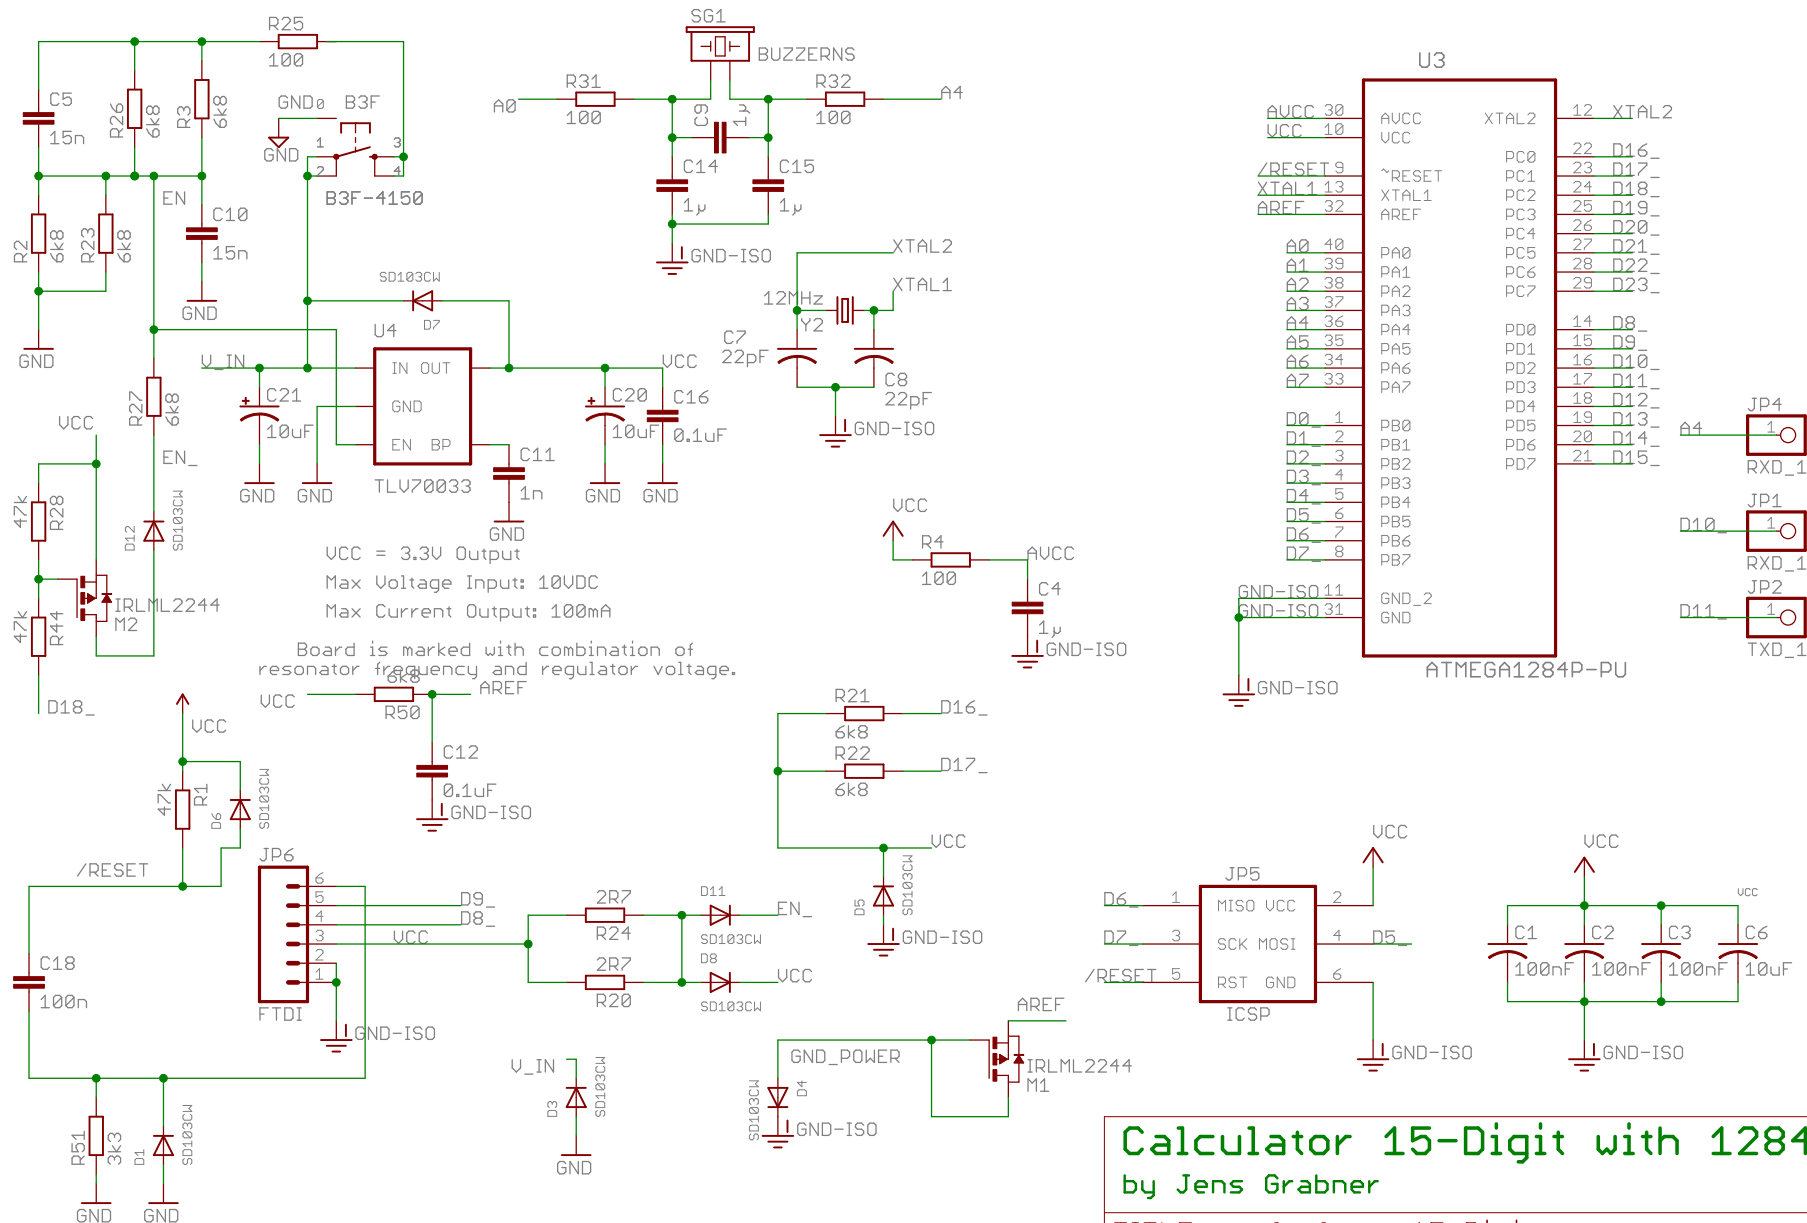 R25
100
C5
15n
R26
6k8
R3
6k8
GND0
B3F
GND
1
2
3
4
B3F-4150
EN
R2
6k8
R23
6k8
C10
15n
GND
GND
SG1
BUZZERNS
A0
R31
100
C9
1µ
R32
100
A4
C14
1µ
C15
1µ
GND-ISO
XTAL2
XTAL1
12MHz
Y2
C7
22pF
C8
22pF
GND-ISO
SD103CW
D7
U4
V_IN
IN OUT
GND
EN BP
TLV70033
VCC
C21
10uF
GND
GND
C20
10uF
GND
C16
0.1uF
GND
C11
1n
GND
R27
6k8
EN_
VCC
47k
R28
47k
R44
D12
SD103CW
IRLML2244
M2
D18_
VCC = 3.3V Output
Max Voltage Input: 10VDC
Max Current Output: 100mA
Board is marked with combination of
resonator frequency and regulator voltage.
VCC
6k8
R50
AREF
C12
0.1uF
GND-ISO
VCC
R4
100
AVCC
C4
1µ
GND-ISO
U3
AVCC 30 AVCC
VCC 10 VCC
/RESET 9 ~RESET
XTAL1 13 XTAL1
AREF 32 AREF
A0 40 PA0
A1 39 PA1
A2 38 PA2
A3 37 PA3
A4 36 PA4
A5 35 PA5
A6 34 PA6
A7 33 PA7
D0_ 1 PB0
D1_ 2 PB1
D2_ 3 PB2
D3_ 4 PB3
D4_ 5 PB4
D5_ 6 PB5
D6_ 7 PB6
D7_ 8 PB7
GND-ISO 11 GND_2
GND-ISO 31 GND
XTAL2 12 XTAL2
PC0 22 D16_
PC1 23 D17_
PC2 24 D18_
PC3 25 D19_
PC4 26 D20_
PC5 27 D21_
PC6 28 D22_
PC7 29 D23_
PD0 14 D8_
PD1 15 D9_
PD2 16 D10_
PD3 17 D11_
PD4 18 D12_
PD5 19 D13_
PD6 20 D14_
PD7 21 D15_
ATMEGA1284P-PU
GND-ISO
JP4
A4
1
RXD_1
JP1
D10_
1
RXD_1
JP2
D11_
1
TXD_1
VCC
47k
R1
D6
SD103CW
/RESET
C18
100n
JP6
6
5
4
3
2
1
FTDI
D9_
D8_
VCC
GND-ISO
R51
3k3
D1
SD103CW
GND
GND
2R7
R24
2R7
R20
D11
SD103CW
EN_
D8
SD103CW
VCC
V_IN
D3
SD103CW
GND
R21
6k8
D16_
R22
6k8
D17_
VCC
D5
SD103CW
GND-ISO
AREF
GND_POWER
SD103CW
D4
GND-ISO
IRLML2244
M1
JP5
D6_ 1 MISO VCC 2
D7_ 3 SCK MOSI 4 D5_
/RESET 5 RST GND 6
ICSP
VCC
GND-ISO
VCC
VCC
C1
100nF
C2
100nF
C3
100nF
C6
10uF
GND-ISO
Calculator 15-Digit with 1284
by Jens Grabner